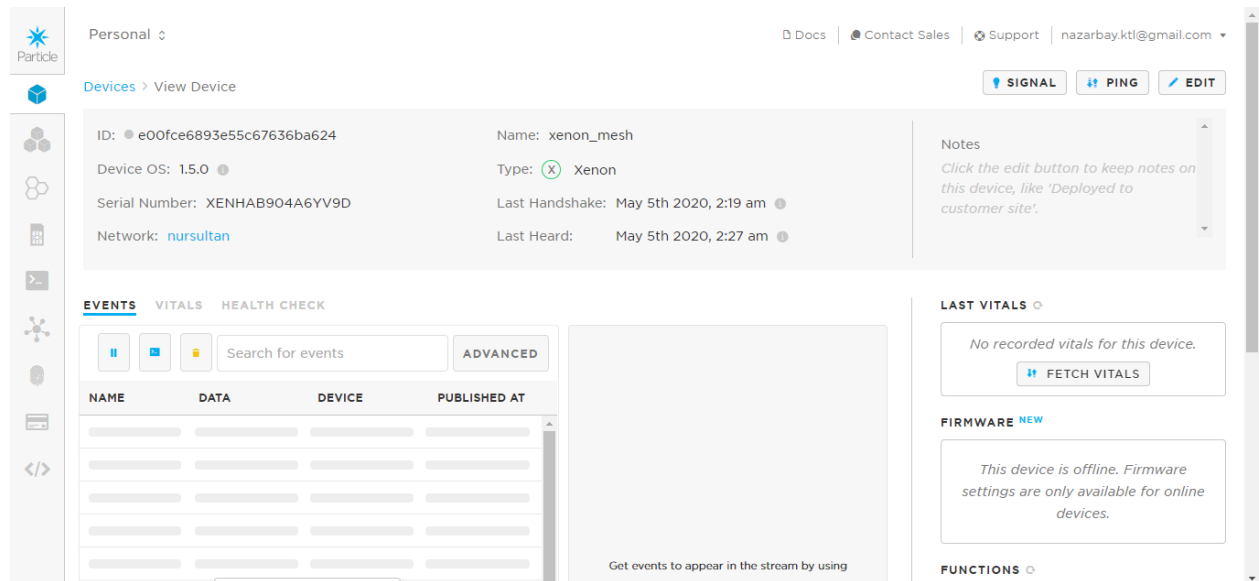 Particle
Personal
Docs
Contact Sales
Support
nazarbay.ktl@gmail.com
Devices > View Device
SIGNAL
PING
EDIT
ID: e00fce6893e55c67636ba624
Device OS: 1.5.0
Serial Number: XENHAB904A6YV9D
Network: nursultan
Name: xenon_mesh
Type: X Xenon
Last Handshake: May 5th 2020, 2:19 am
Last Heard: May 5th 2020, 2:27 am
Notes
Click the edit button to keep notes on
this device, like 'Deployed to
customer site'.
EVENTS VITALS HEALTH CHECK
Search for events
ADVANCED
NAME DATA DEVICE PUBLISHED AT
Get events to appear in the stream by using
LAST VITALS
No recorded vitals for this device.
FETCH VITALS
FIRMWARE NEW
This device is offline. Firmware
settings are only available for online
devices.
FUNCTIONS